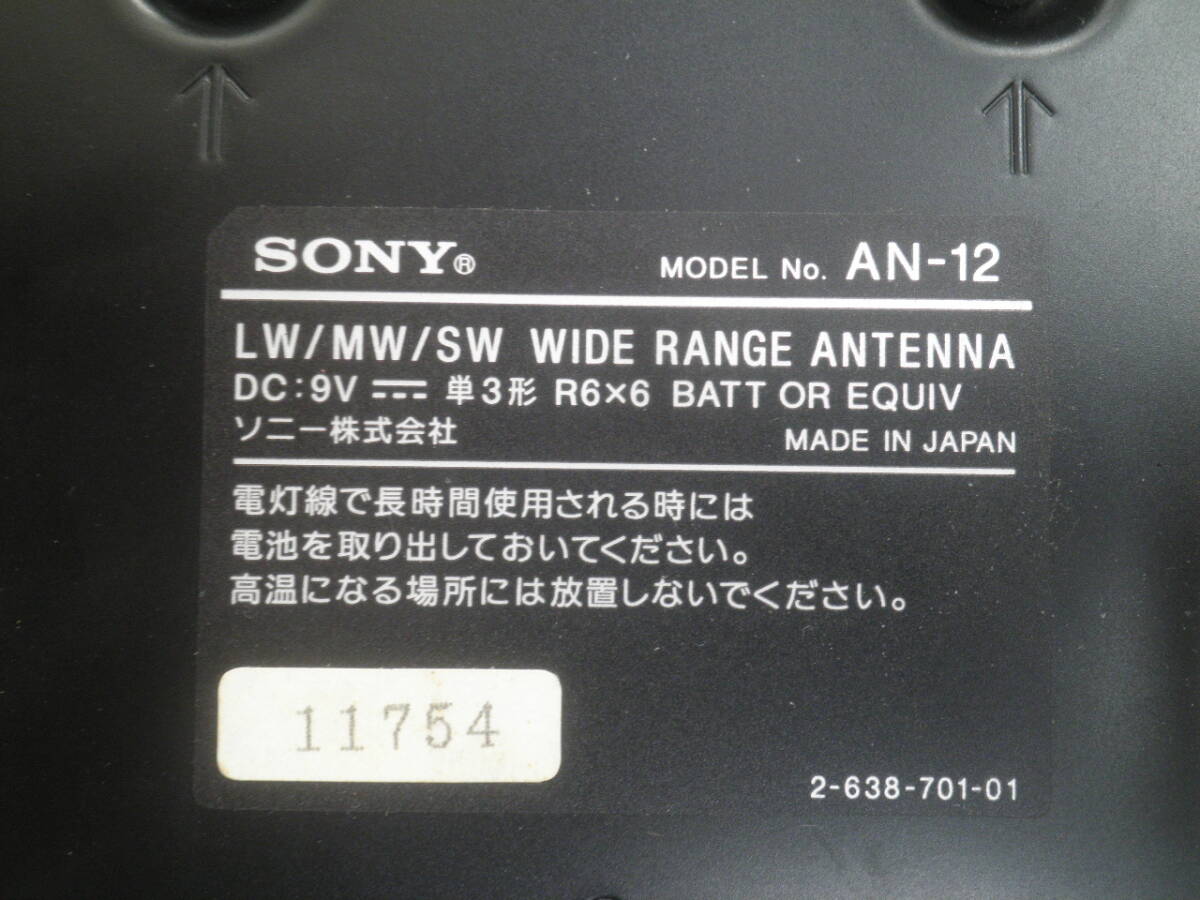 SONY®
MODEL No. AN-12
LW/MW/SW WIDE RANGE ANTENNA
DC:9V ⎓ 単3形 R6×6 BATT OR EQUIV
ソニー株式会社
MADE IN JAPAN
電灯線で長時間使用される時には
電池を取り出しておいてください。
高温になる場所には放置しないでください。
11754
2-638-701-01